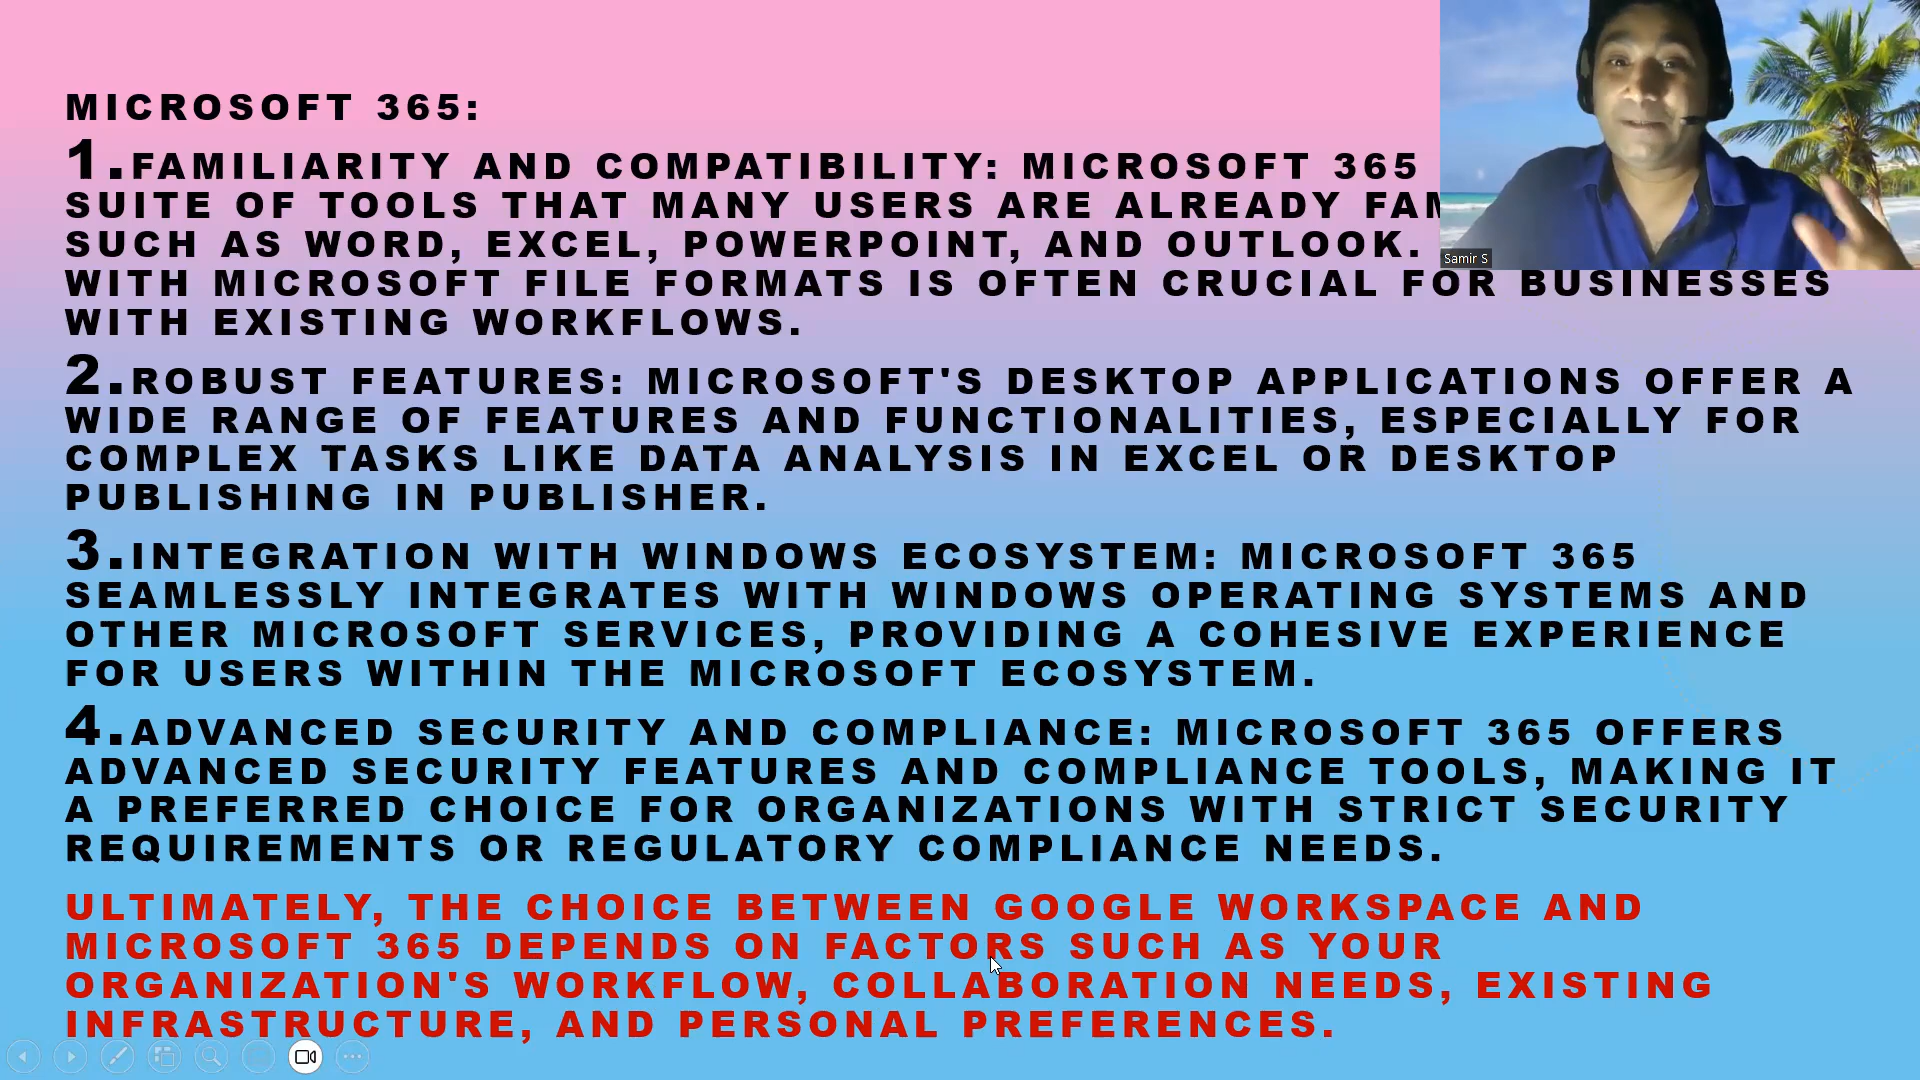 MICROSOFT 365:
1.FAMILIARITY AND COMPATIBILITY: MICROSOFT 365
SUITE OF TOOLS THAT MANY USERS ARE ALREADY
SUCH AS WORD, EXCEL, POWERPOINT, AND OUTLOOK.
WITH MICROSOFT FILE FORMATS IS OFTEN CRUCIAL FOR BUSINESSES
WITH EXISTING WORKFLOWS.
2.ROBUST FEATURES: MICROSOFT'S DESKTOP APPLICATIONS OFFER A
WIDE RANGE OF FEATURES AND FUNCTIONALITIES, ESPECIALLY FOR
COMPLEX TASKS LIKE DATA ANALYSIS IN EXCEL OR DESKTOP
PUBLISHING IN PUBLISHER.
3.INTEGRATION WITH WINDOWS ECOSYSTEM: MICROSOFT 365
SEAMLESSLY INTEGRATES WITH WINDOWS OPERATING SYSTEMS AND
OTHER MICROSOFT SERVICES, PROVIDING A COHESIVE EXPERIENCE
FOR USERS WITHIN THE MICROSOFT ECOSYSTEM.
4.ADVANCED SECURITY AND COMPLIANCE: MICROSOFT 365 OFFERS
ADVANCED SECURITY FEATURES AND COMPLIANCE TOOLS, MAKING IT
A PREFERRED CHOICE FOR ORGANIZATIONS WITH STRICT SECURITY
REQUIREMENTS OR REGULATORY COMPLIANCE NEEDS.
ULTIMATELY, THE CHOICE BETWEEN GOOGLE WORKSPACE AND
MICROSOFT 365 DEPENDS ON FACTORS SUCH AS YOUR
ORGANIZATION'S WORKFLOW, COLLABORATION NEEDS, EXISTING
INFRASTRUCTURE, AND PERSONAL PREFERENCES.
Samir S